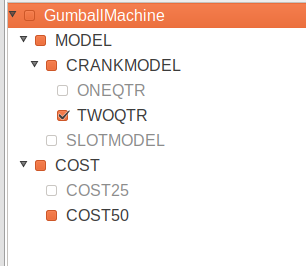 GumballMachine
MODEL
CRANKMODEL
ONEQTR
TWOQTR
SLOTMODEL
COST
COST25
COST50